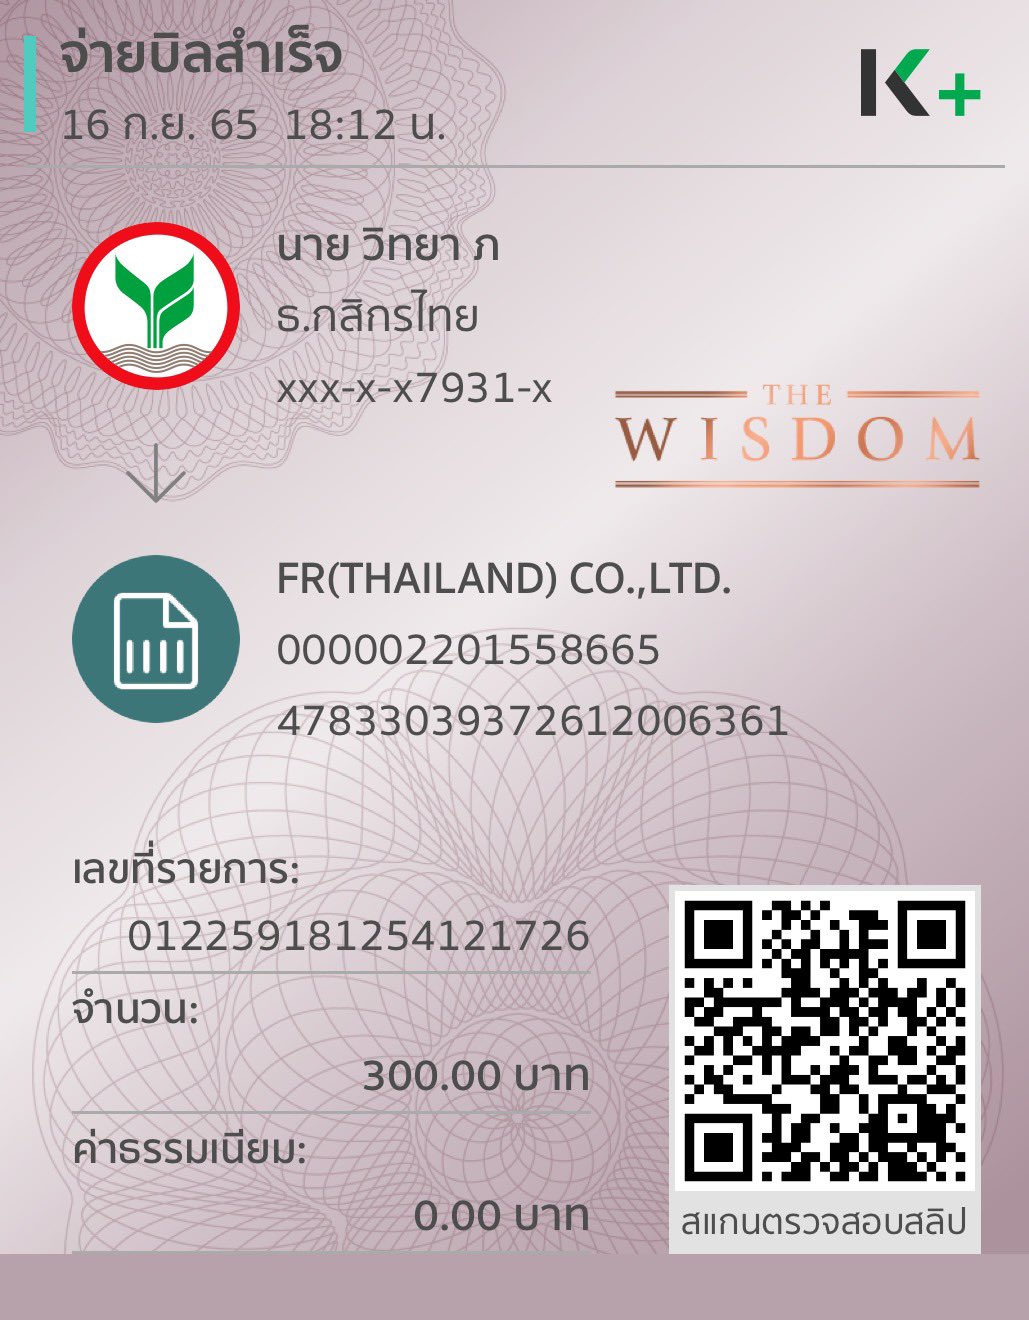 จ่ายบิลสำเร็จ
16 ก.ย. 65 18:12 น.
K+
นาย วิทยา ภ
ธ.กสิกรไทย
xxx-x-x7931-x
THE
WISDOM
FR(THAILAND) CO.,LTD.
000002201558665
47833039372612006361
เลขที่รายการ:
012259181254121726
จำนวน:
300.00 บาท
ค่าธรรมเนียม:
0.00 บาท
สแกนตรวจสอบสลิป